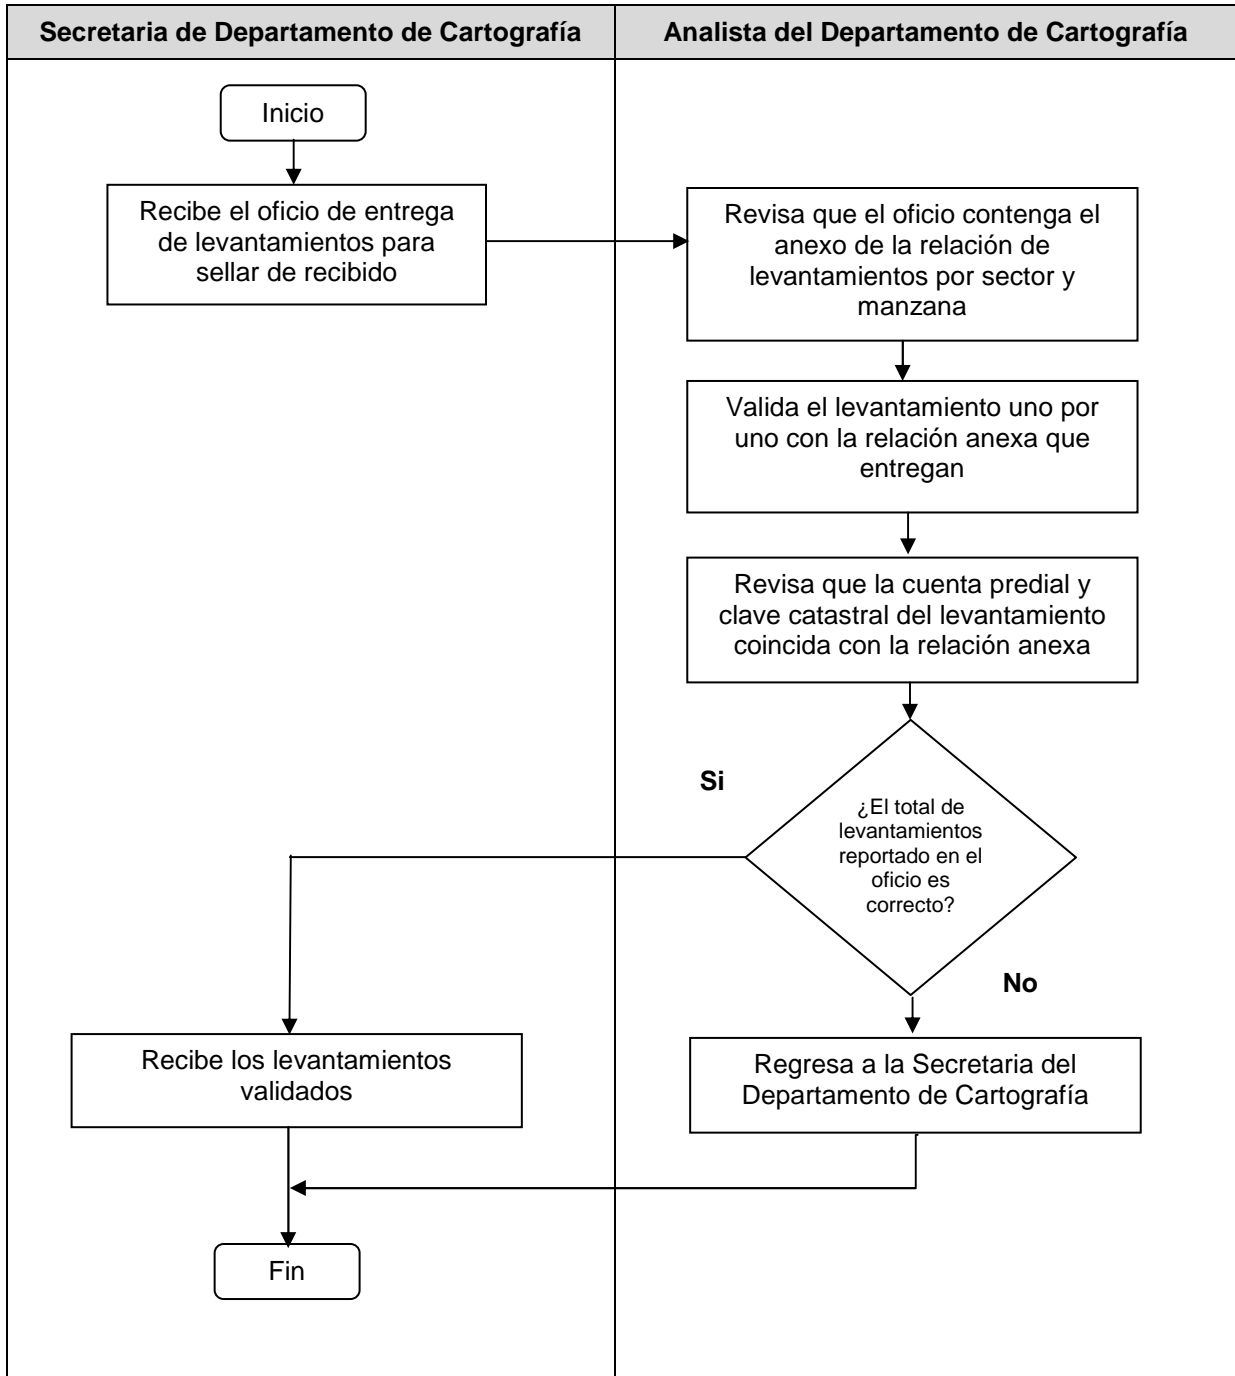 Secretaria de Departamento de Cartografía
Analista del Departamento de Cartografía
Inicio
Recibe el oficio de entrega
de levantamientos para
sellar de recibido
Revisa que el oficio contenga el
anexo de la relación de
levantamientos por sector y
manzana
Valida el levantamiento uno por
uno con la relación anexa que
entregan
Revisa que la cuenta predial y
clave catastral del levantamiento
coincida con la relación anexa
Si
¿El total de
levantamientos
reportado en el
oficio es
correcto?
No
Recibe los levantamientos
validados
Regresa a la Secretaria del
Departamento de Cartografía
Fin